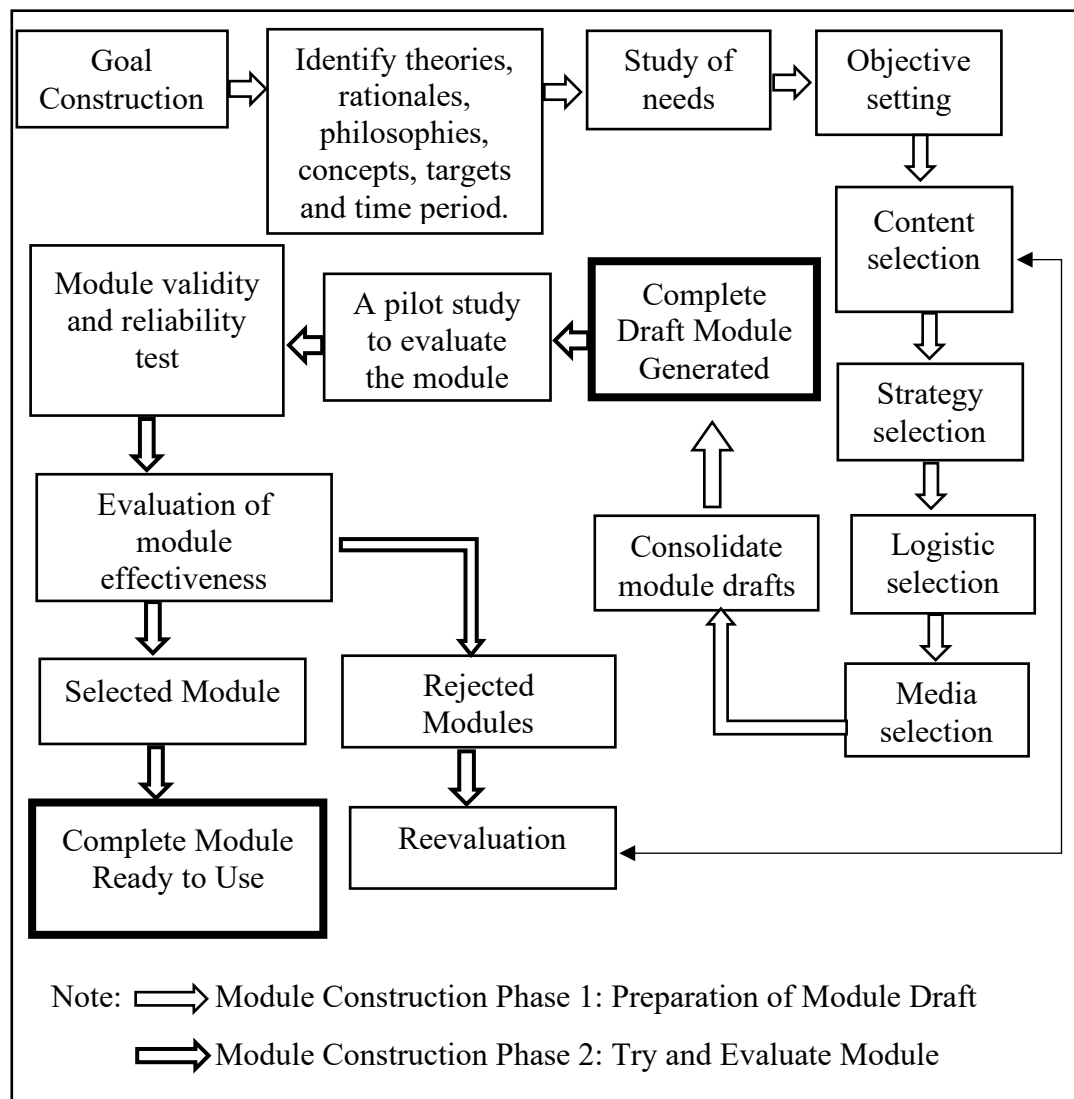 Goal
Construction
Identify theories,
rationales,
philosophies,
concepts, targets
and time period.
Study of
needs
Objective
setting
Content
selection
Strategy
selection
Logistic
selection
Media
selection
Consolidate
module drafts
Complete
Draft Module
Generated
A pilot study
to evaluate
the module
Module validity
and reliability
test
Evaluation of
module
effectiveness
Selected Module
Rejected
Modules
Complete Module
Ready to Use
Reevaluation
Note: Module Construction Phase 1: Preparation of Module Draft
Module Construction Phase 2: Try and Evaluate Module